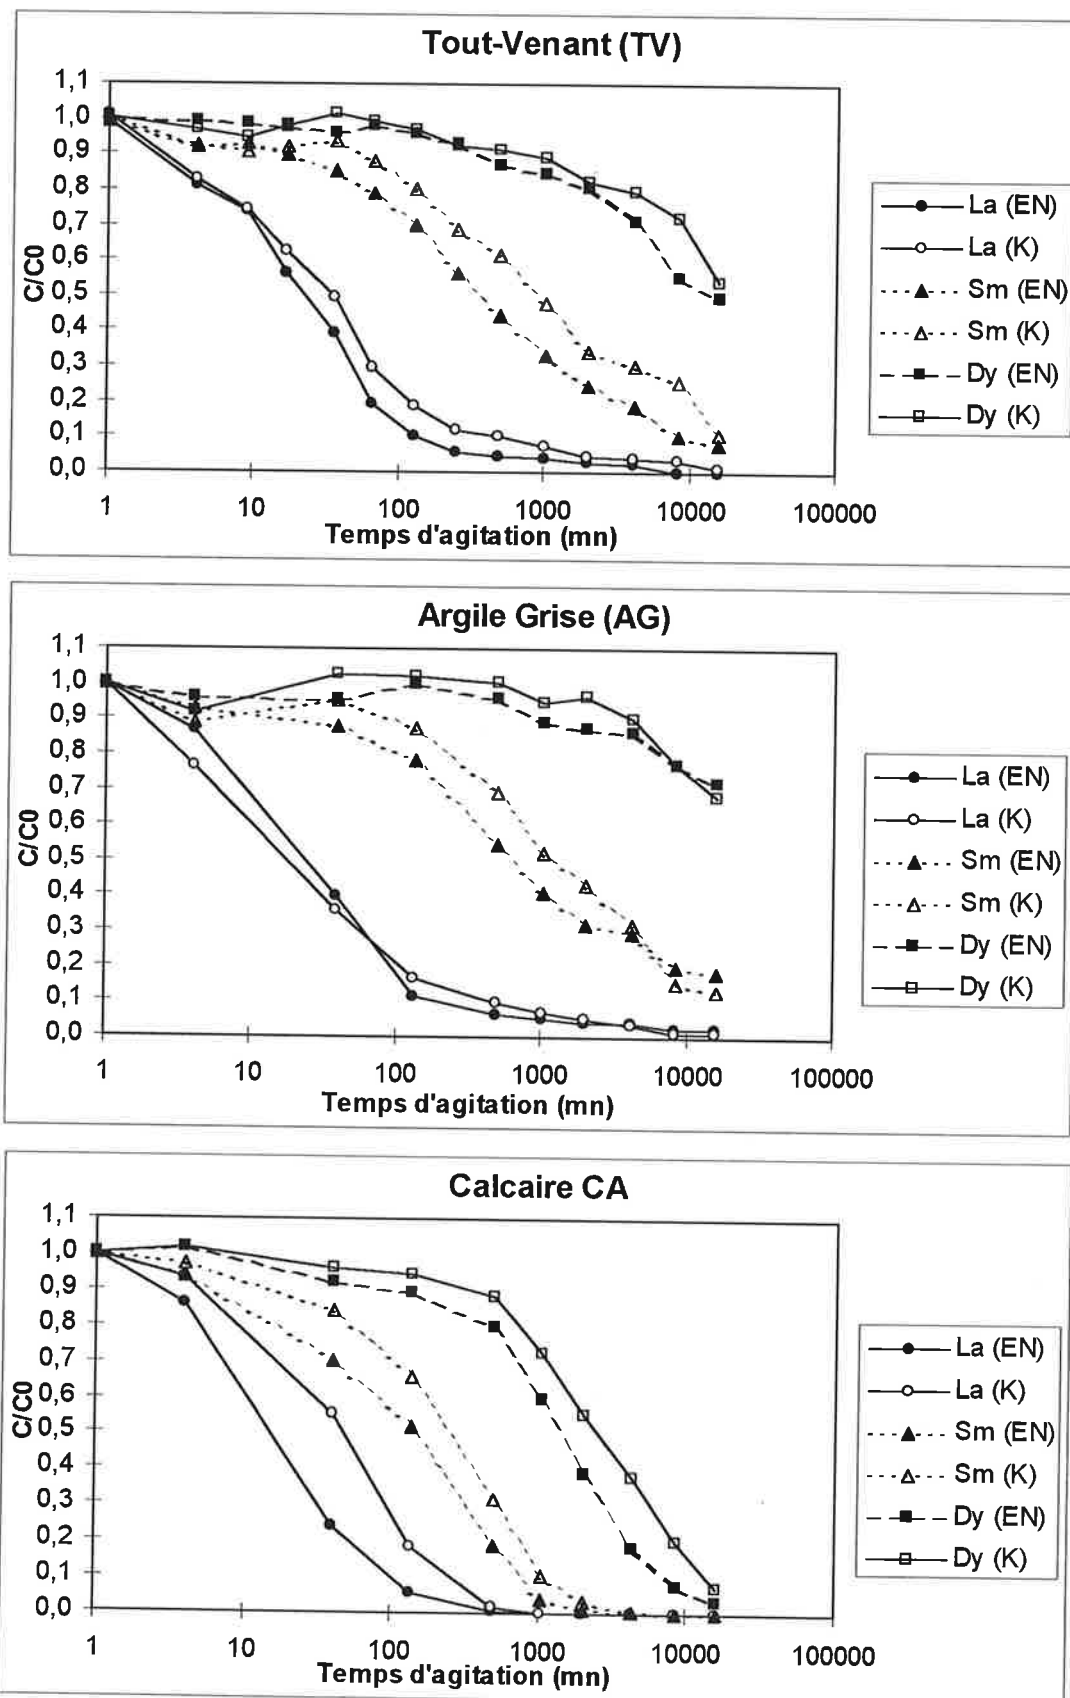 Tout-Venant (TV)
1,1
1,0
0,9
0,8
0,7
0,6
0,5
0,4
0,3
0,2
0,1
0,0
C/C0
1
10
100
1000
10000
100000
Temps d'agitation (mn)
La (EN)
La (K)
Sm (EN)
Sm (K)
Dy (EN)
Dy (K)
Argile Grise (AG)
1,1
1,0
0,9
0,8
0,7
0,6
0,5
0,4
0,3
0,2
0,1
0,0
C/C0
1
10
100
1000
10000
100000
Temps d'agitation (mn)
La (EN)
La (K)
Sm (EN)
Sm (K)
Dy (EN)
Dy (K)
Calcaire CA
1,1
1,0
0,9
0,8
0,7
0,6
0,5
0,4
0,3
0,2
0,1
0,0
C/C0
1
10
100
1000
10000
100000
Temps d'agitation (mn)
La (EN)
La (K)
Sm (EN)
Sm (K)
Dy (EN)
Dy (K)